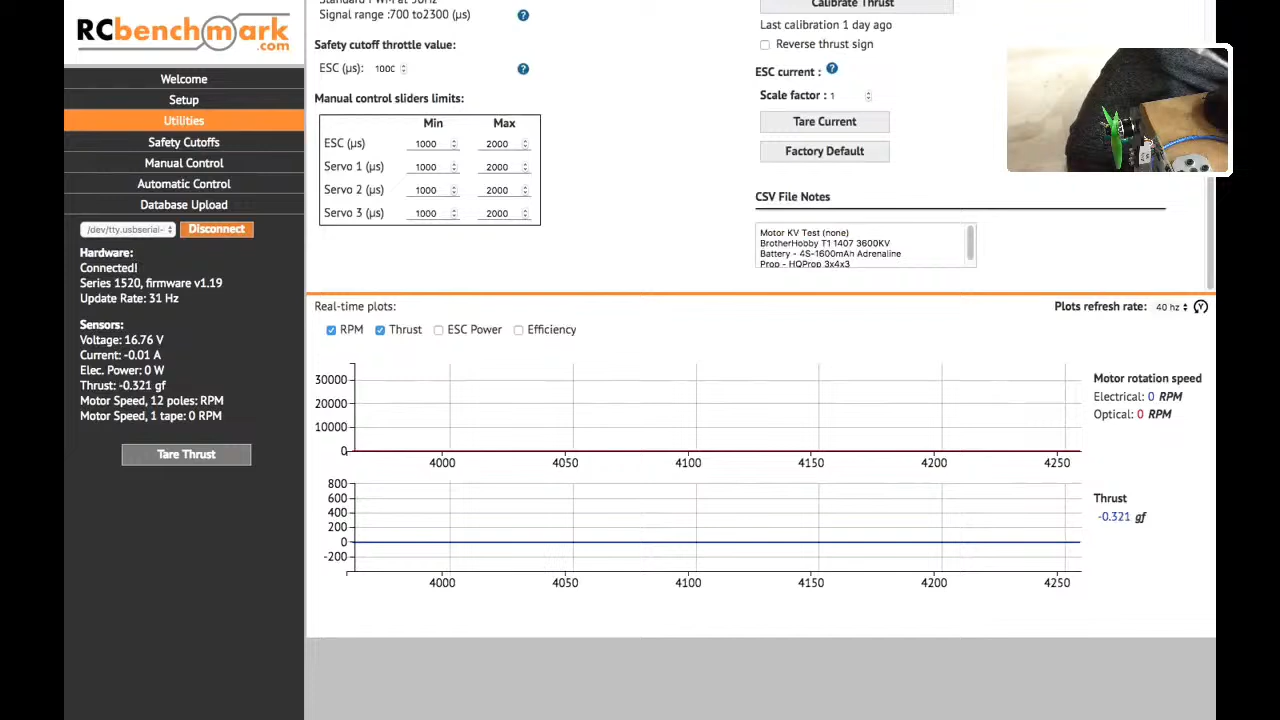 RCbenchmark
.com
Welcome
Setup
Utilities
Safety Cutoffs
Manual Control
Automatic Control
Database Upload
/dev/tty.usbserial- Disconnect
Hardware:
Connected!
Series 1520, firmware v1.19
Update Rate: 31 Hz
Sensors:
Voltage: 16.76 V
Current: -0.01 A
Elec. Power: 0 W
Thrust: -0.321 gf
Motor Speed, 12 poles: RPM
Motor Speed, 1 tape: 0 RPM
Tare Thrust
Signal range :700 to2300 (µs) ?
Safety cutoff throttle value:
ESC (µs): 100C ?
Manual control sliders limits:
Min Max
ESC (µs) 1000 2000
Servo 1 (µs) 1000 2000
Servo 2 (µs) 1000 2000
Servo 3 (µs) 1000 2000
Calibrate Thrust
Last calibration 1 day ago
Reverse thrust sign
ESC current : ?
Scale factor : 1
Tare Current
Factory Default
CSV File Notes
Motor KV Test (none)
BrotherHobby T1 1407 3600KV
Battery - 4S-1600mAh Adrenaline
Prop - HQProp 3x4x3
Real-time plots: Plots refresh rate: 40 hz
RPM Thrust ESC Power Efficiency
30000
20000
10000
0
4000 4050 4100 4150 4200 4250
Motor rotation speed
Electrical: 0 RPM
Optical: 0 RPM
800
600
400
200
0
-200
4000 4050 4100 4150 4200 4250
Thrust
-0.321 gf